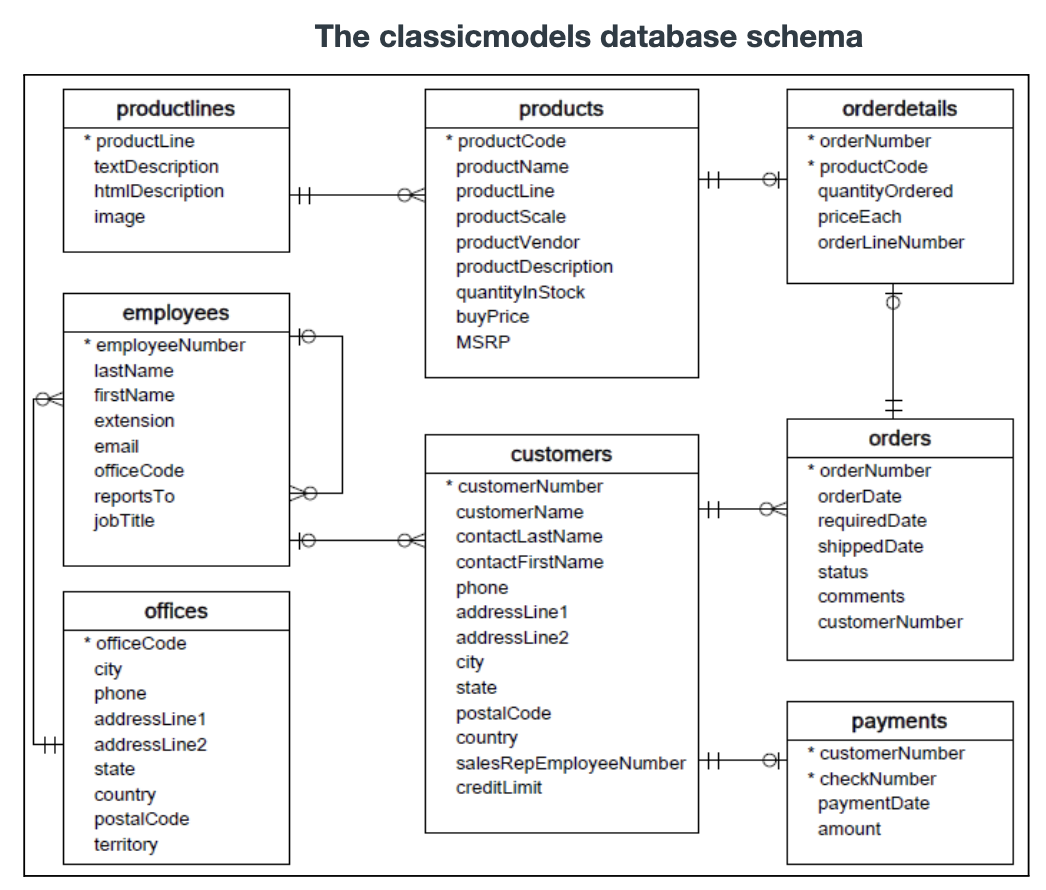 The classicmodels database schema
productlines
* productLine
textDescription
htmlDescription
image
products
* productCode
productName
productLine
productScale
productVendor
productDescription
quantityInStock
buyPrice
MSRP
orderdetails
* orderNumber
* productCode
quantityOrdered
priceEach
orderLineNumber
employees
* employeeNumber
lastName
firstName
extension
email
officeCode
reportsTo
jobTitle
customers
* customerNumber
customerName
contactLastName
contactFirstName
phone
addressLine1
addressLine2
city
state
postalCode
country
salesRepEmployeeNumber
creditLimit
orders
* orderNumber
orderDate
requiredDate
shippedDate
status
comments
customerNumber
offices
* officeCode
city
phone
addressLine1
addressLine2
state
country
postalCode
territory
payments
* customerNumber
* checkNumber
paymentDate
amount